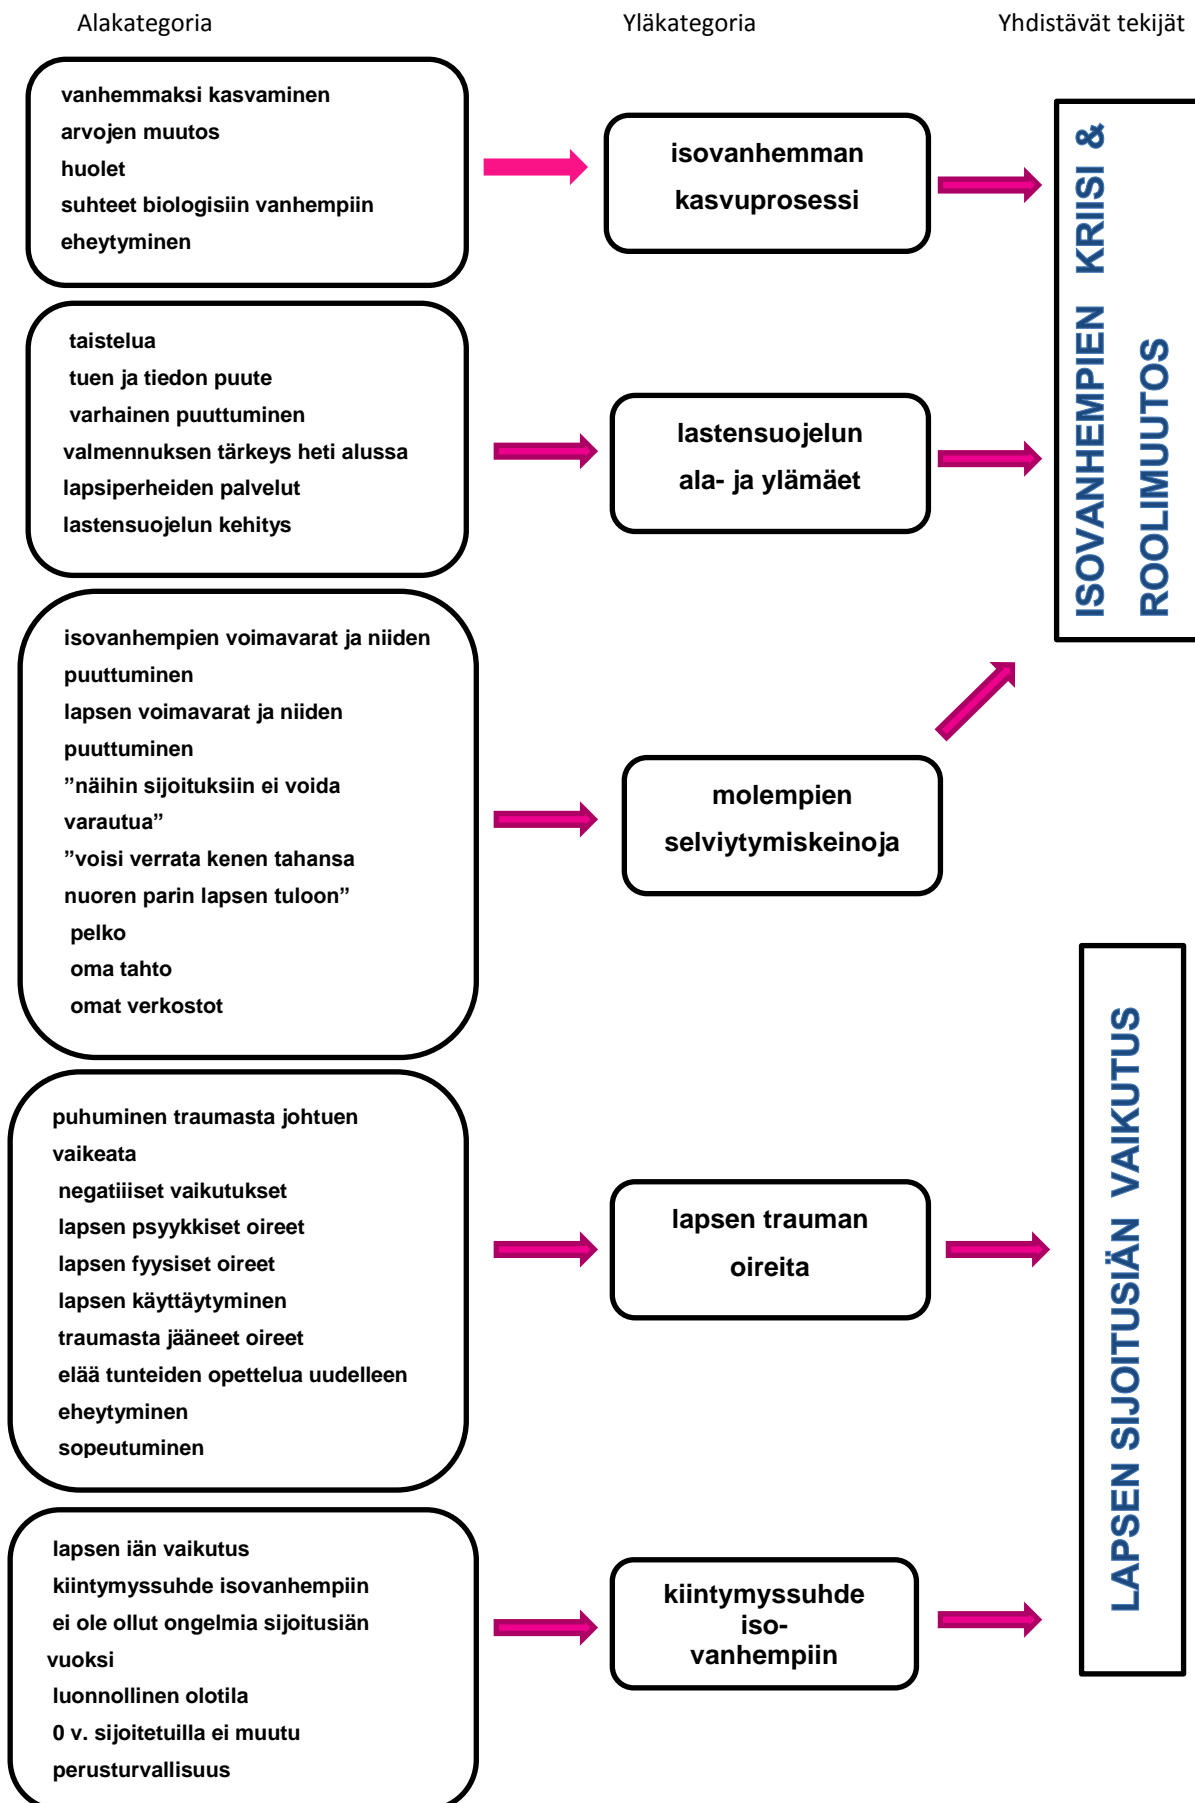 Alakategoria
Yläkategoria
Yhdistävät tekijät
vanhemmaksi kasvaminen
arvojen muutos
huolet
suhteet biologisiin vanhempiin
eheytyminen
isovanhemman
kasvuprosessi
taistelua
tuen ja tiedon puute
varhainen puuttuminen
valmennuksen tärkeys heti alussa
lapsiperheiden palvelut
lastensuojelun kehitys
lastensuojelun
ala- ja ylämäet
isovanhempien voimavarat ja niiden
puuttuminen
lapsen voimavarat ja niiden
puuttuminen
”näihin sijoituksiin ei voida
varautua”
”voisi verrata kenen tahansa
nuoren parin lapsen tuloon”
pelko
oma tahto
omat verkostot
molempien
selviytymiskeinoja
ISOVANHEMPIEN KRIISI &
ROOLIMUUTOS
puhuminen traumasta johtuen
vaikeata
negatiiiset vaikutukset
lapsen psyykkiset oireet
lapsen fyysiset oireet
lapsen käyttäytyminen
traumasta jääneet oireet
elää tunteiden opettelua uudelleen
eheytyminen
sopeutuminen
lapsen trauman
oireita
lapsen iän vaikutus
kiintymyssuhde isovanhempiin
ei ole ollut ongelmia sijoitusiän
vuoksi
luonnollinen olotila
0 v. sijoitetuilla ei muutu
perusturvallisuus
kiintymyssuhde
iso-
vanhempiin
LAPSEN SIJOITUSIÄN VAIKUTUS